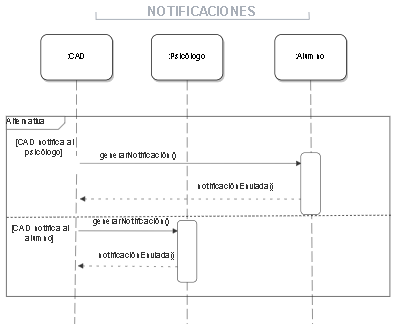 NOTIFICACIONES
:CAD
:Psicólogo
:Alumno
Alternativa
[CAD notifica al
psicólogo]
generarNotificación()
notificaciónEnviada()
[CAD notifica al
alumno]
generarNotificación()
notificaciónEnviada()